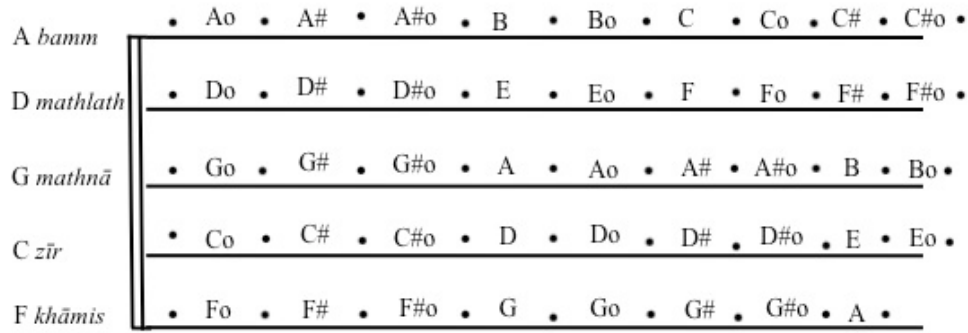 A bamm • Ao • A# • A#o • B • Bo • C • Co • C# • C#o •
D mathlath • Do • D# • D#o • E • Eo • F • Fo • F# • F#o •
G mathnā • Go • G# • G#o • A • Ao • A# • A#o • B • Bo •
C zīr • Co • C# • C#o • D • Do • D# • D#o • E • Eo •
F khāmis • Fo • F# • F#o • G • Go • G# • G#o • A •